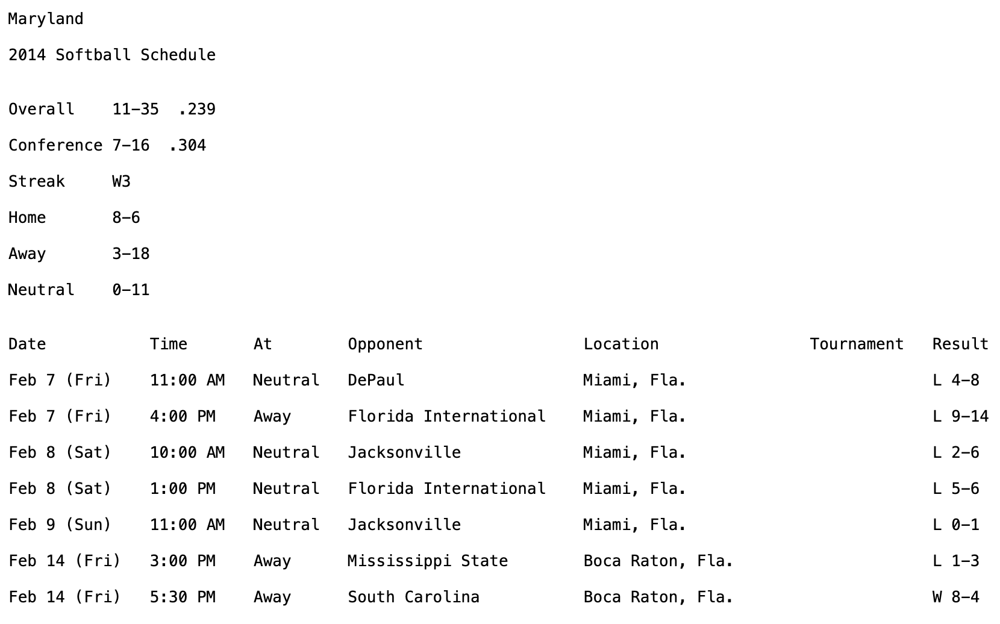 Maryland
2014 Softball Schedule
Overall    11-35  .239
Conference 7-16  .304
Streak     W3
Home       8-6
Away       3-18
Neutral    0-11
Date           Time       At        Opponent                 Location                Tournament   Result
Feb 7 (Fri)    11:00 AM   Neutral   DePaul                   Miami, Fla.                          L 4-8
Feb 7 (Fri)    4:00 PM    Away      Florida International    Miami, Fla.                          L 9-14
Feb 8 (Sat)    10:00 AM   Neutral   Jacksonville             Miami, Fla.                          L 2-6
Feb 8 (Sat)    1:00 PM    Neutral   Florida International    Miami, Fla.                          L 5-6
Feb 9 (Sun)    11:00 AM   Neutral   Jacksonville             Miami, Fla.                          L 0-1
Feb 14 (Fri)   3:00 PM    Away      Mississippi State        Boca Raton, Fla.                     L 1-3
Feb 14 (Fri)   5:30 PM    Away      South Carolina           Boca Raton, Fla.                     W 8-4